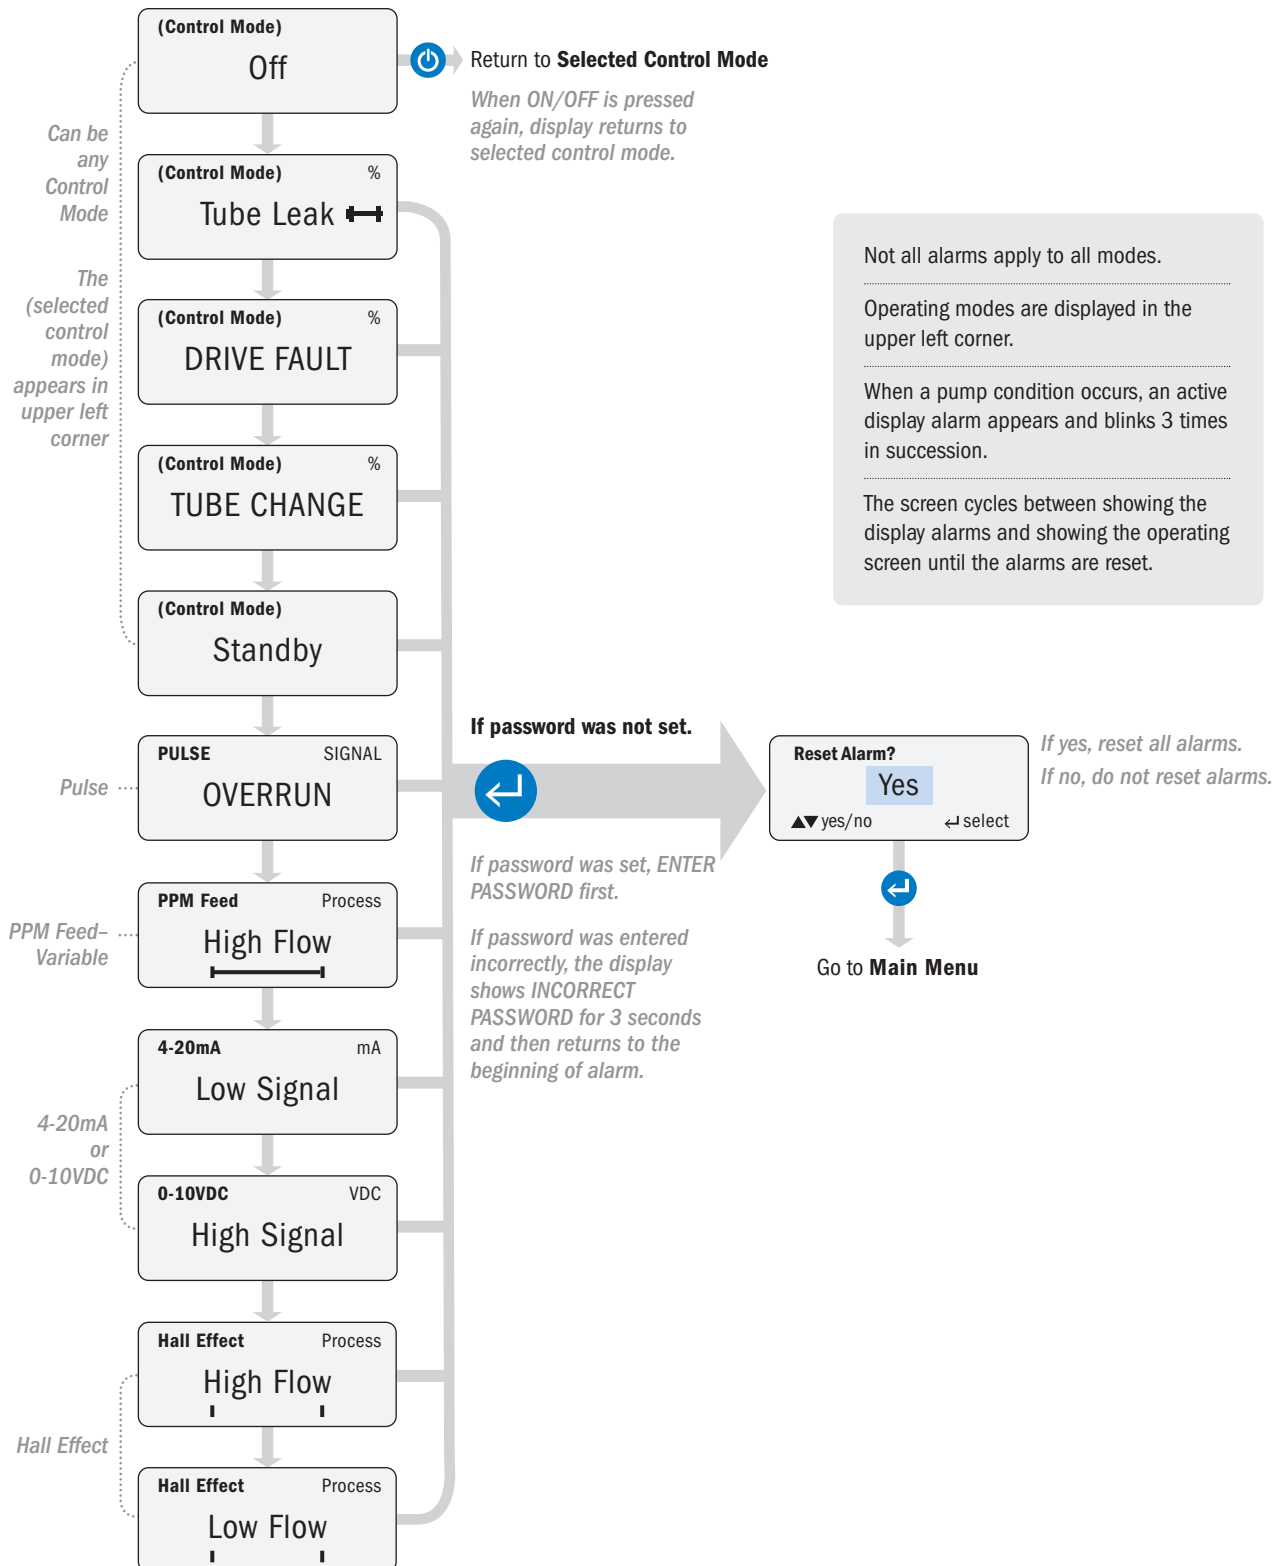 (Control Mode)
Off
Return to Selected Control Mode
When ON/OFF is pressed
again, display returns to
selected control mode.
Can be
any
Control
Mode
The
(selected
control
mode)
appears in
upper left
corner
(Control Mode) %
Tube Leak
(Control Mode) %
DRIVE FAULT
(Control Mode) %
TUBE CHANGE
(Control Mode)
Standby
Not all alarms apply to all modes.
Operating modes are displayed in the
upper left corner.
When a pump condition occurs, an active
display alarm appears and blinks 3 times
in succession.
The screen cycles between showing the
display alarms and showing the operating
screen until the alarms are reset.
Pulse
PULSE SIGNAL
OVERRUN
PPM Feed–
Variable
PPM Feed Process
High Flow
4-20mA
or
0-10VDC
4-20mA mA
Low Signal
0-10VDC VDC
High Signal
Hall Effect
Hall Effect Process
High Flow
Hall Effect Process
Low Flow
If password was not set.
If password was set, ENTER
PASSWORD first.
If password was entered
incorrectly, the display
shows INCORRECT
PASSWORD for 3 seconds
and then returns to the
beginning of alarm.
Reset Alarm?
Yes
▲▼ yes/no ↵ select
If yes, reset all alarms.
If no, do not reset alarms.
Go to Main Menu